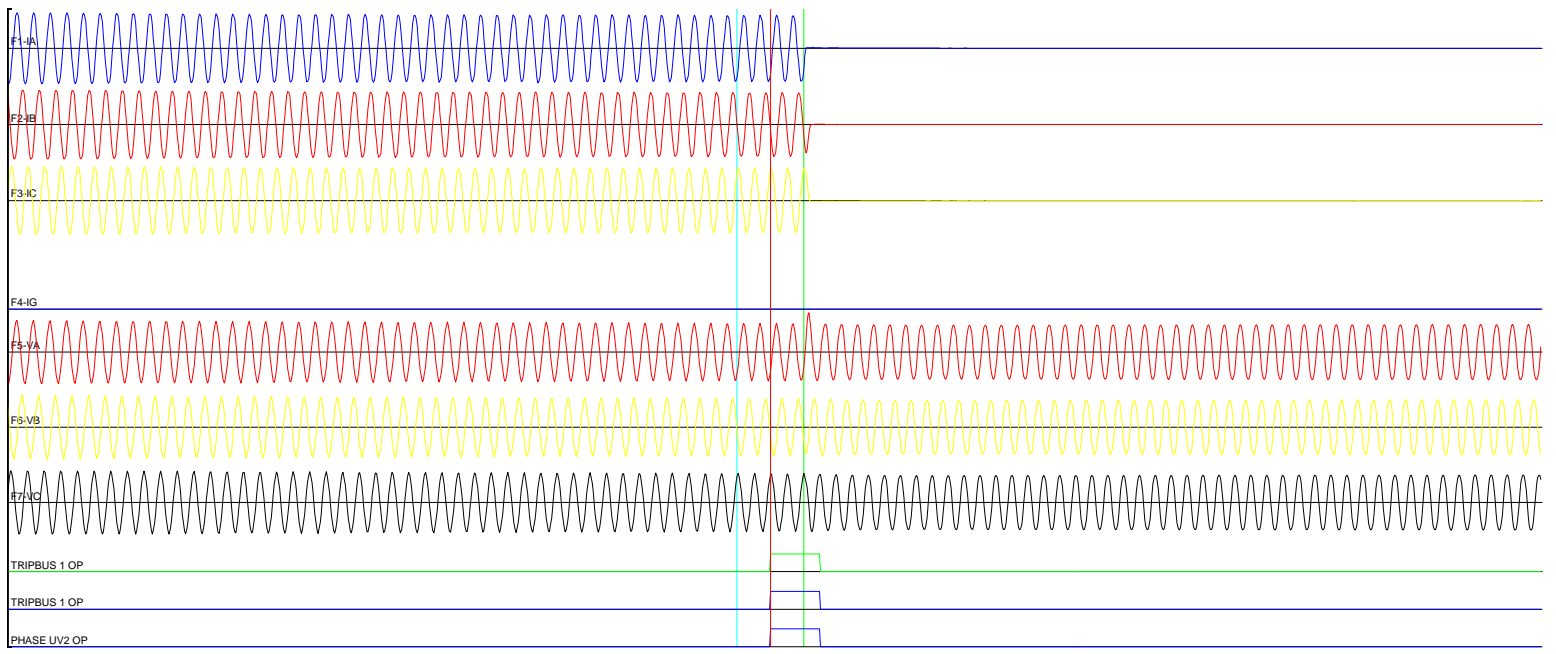 F1-IA
F2-IB
F3-IC
F4-IG
F5-VA
F6-VB
F7-VC
TRIPBUS 1 OP
TRIPBUS 1 OP
PHASE UV2 OP